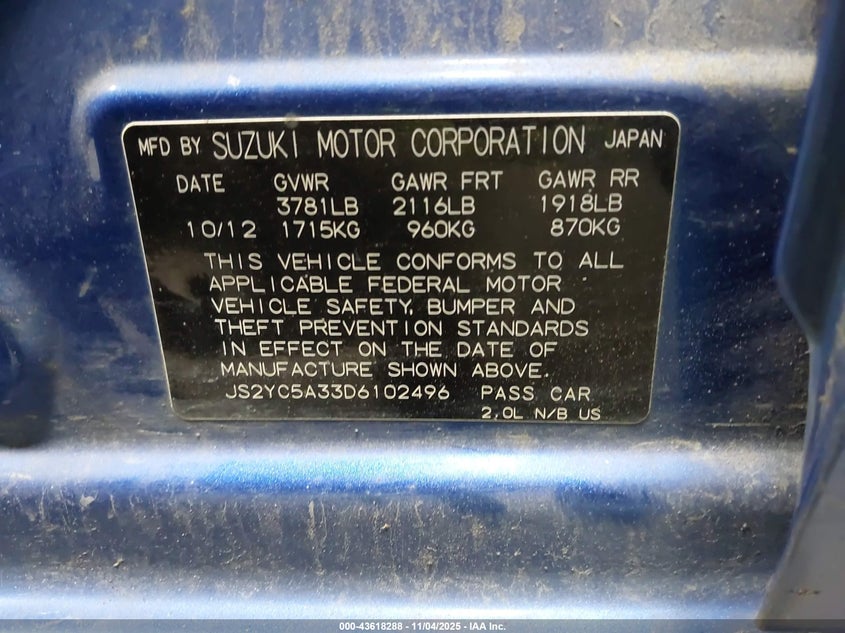 MFD BY SUZUKI MOTOR CORPORATION JAPAN
DATE GVWR GAWR FRT GAWR RR
3781LB 2116LB 1918LB
10/12 1715KG 960KG 870KG
THIS VEHICLE CONFORMS TO ALL
APPLICABLE FEDERAL MOTOR
VEHICLE SAFETY, BUMPER AND
THEFT PREVENTION STANDARDS
IN EFFECT ON THE DATE OF
MANUFACTURE SHOWN ABOVE.
JS2YC5A33D6102496 PASS CAR
2.0L N/B US
000-43618288 - 11/04/2025 - IAA Inc.